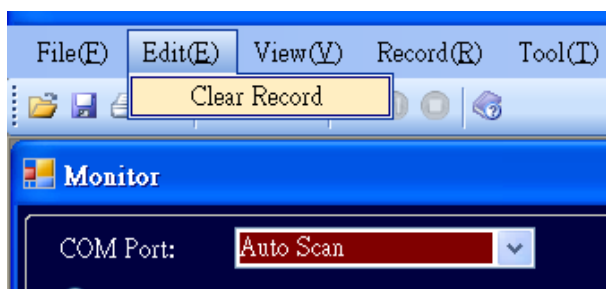 File(F) Edit(E) View(V) Record(R) Tool(T)
Clear Record
Monitor
COM Port: Auto Scan